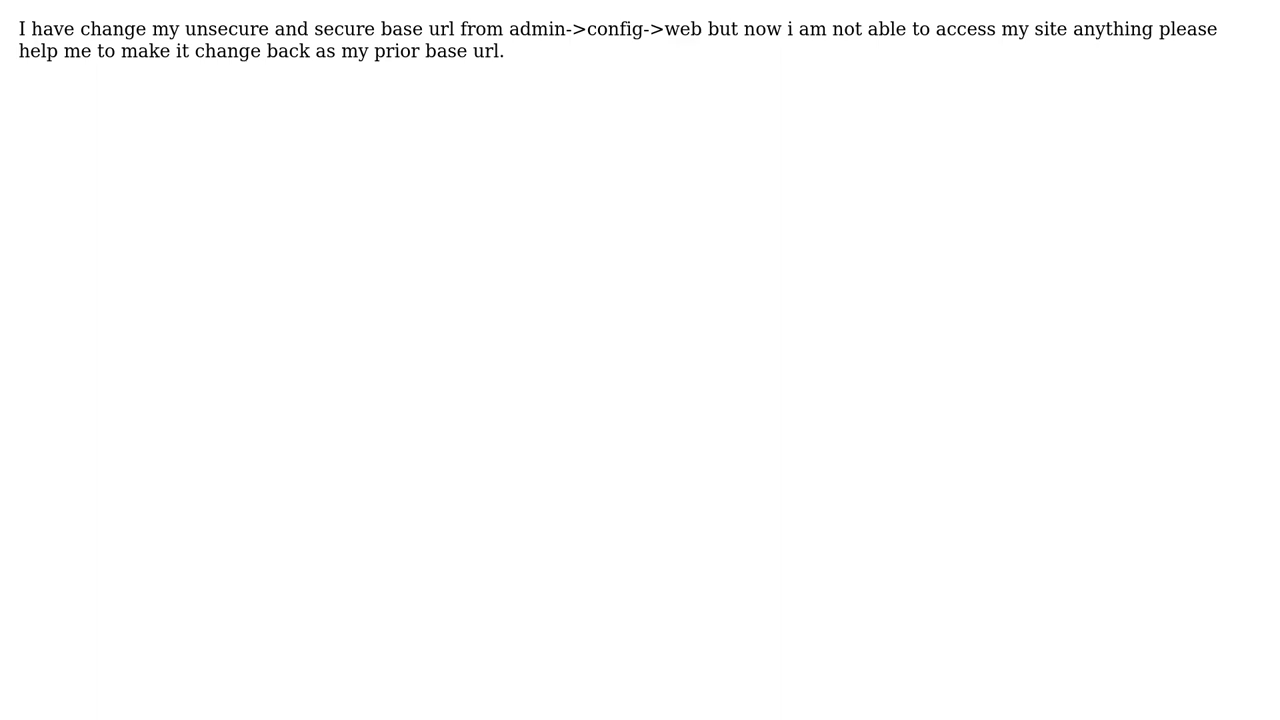 I have change my unsecure and secure base url from admin->config->web but now i am not able to access my site anything please
help me to make it change back as my prior base url.